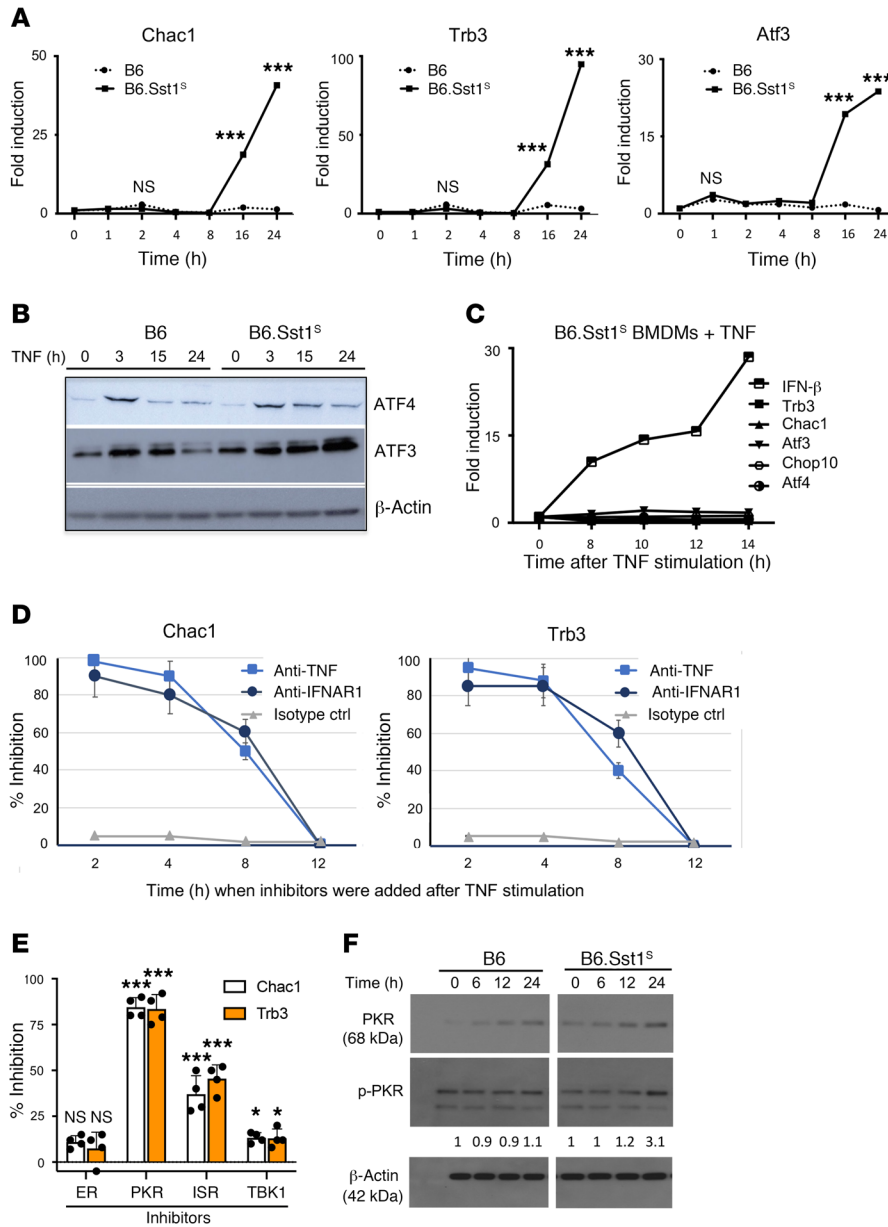 A
Chac1
50
25
0
Fold induction
B6
B6.Sst1ˢ
NS
***
***
0 1 2 4 8 16 24
Time (h)
Trb3
100
50
0
Fold induction
B6
B6.Sst1ˢ
NS
***
***
0 1 2 4 8 16 24
Time (h)
Atf3
30
15
0
Fold induction
B6
B6.Sst1ˢ
NS
***
***
0 1 2 4 8 16 24
Time (h)
B
B6 B6.Sst1ˢ
TNF (h) 0 3 15 24 0 3 15 24
ATF4
ATF3
β-Actin
C
B6.Sst1ˢ BMDMs + TNF
30
15
0
Fold induction
IFN-β
Trb3
Chac1
Atf3
Chop10
Atf4
0 8 10 12 14
Time after TNF stimulation (h)
D
Chac1
100
80
60
40
20
0
% Inhibition
Anti-TNF
Anti-IFNAR1
Isotype ctrl
2 4 8 12
Trb3
100
80
60
40
20
0
% Inhibition
Anti-TNF
Anti-IFNAR1
Isotype ctrl
2 4 8 12
Time (h) when inhibitors were added after TNF stimulation
E
100
75
50
25
0
% Inhibition
Chac1
Trb3
NS NS
*** ***
*** ***
* *
ER PKR ISR TBK1
Inhibitors
F
B6 B6.Sst1ˢ
Time (h) 0 6 12 24 0 6 12 24
PKR
(68 kDa)
p-PKR
1 0.9 0.9 1.1 1 1 1.2 3.1
β-Actin
(42 kDa)